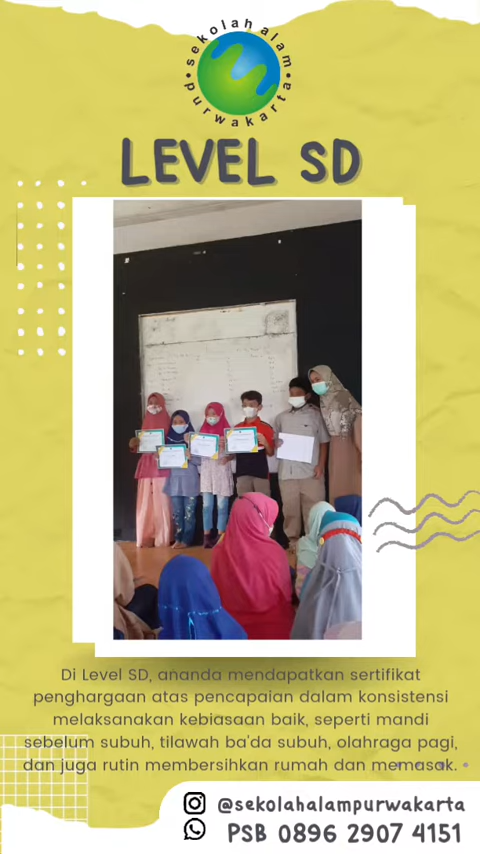 sekolah alam
purwakarta
LEVEL SD
Di Level SD, ananda mendapatkan sertifikat
penghargaan atas pencapaian dalam konsistensi
melaksanakan kebiasaan baik, seperti mandi
sebelum subuh, tilawah ba'da subuh, olahraga pagi,
dan juga rutin membersihkan rumah dan memasak.
@sekolahalampurwakarta
PSB 0896 2907 4151